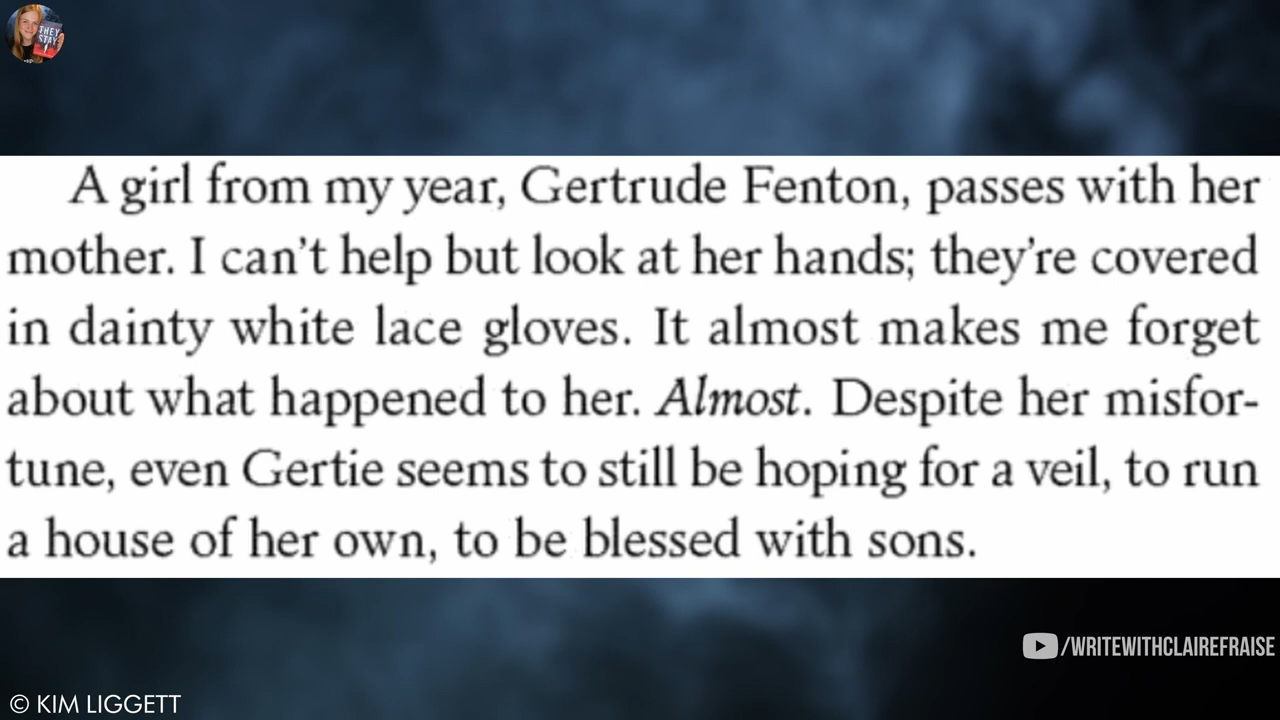 THEY
STAY
A girl from my year, Gertrude Fenton, passes with her
mother. I can’t help but look at her hands; they’re covered
in dainty white lace gloves. It almost makes me forget
about what happened to her. Almost. Despite her misfor-
tune, even Gertie seems to still be hoping for a veil, to run
a house of her own, to be blessed with sons.
/WRITEWITHCLAIREFRAISE
© KIM LIGGETT